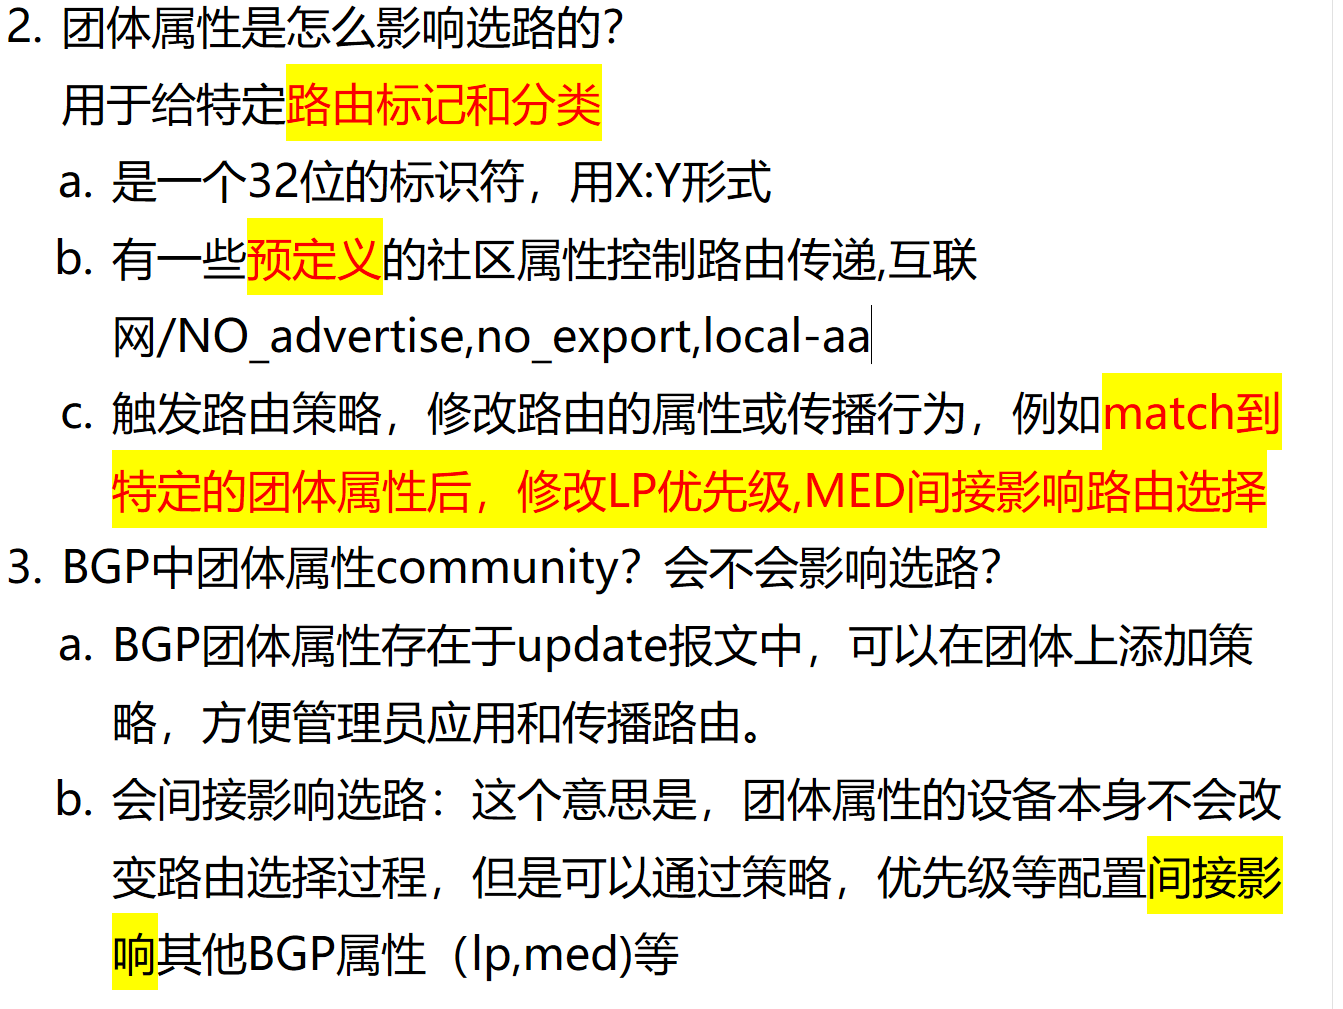 2. 团体属性是怎么影响选路的？
用于给特定路由标记和分类
a. 是一个32位的标识符，用X:Y形式
b. 有一些预定义的社区属性控制路由传递,互联
网/NO_advertise,no_export,local-aa
c. 触发路由策略，修改路由的属性或传播行为，例如match到
特定的团体属性后，修改LP优先级,MED间接影响路由选择
3. BGP中团体属性community？会不会影响选路？
a. BGP团体属性存在于update报文中，可以在团体上添加策
略，方便管理员应用和传播路由。
b. 会间接影响选路：这个意思是，团体属性的设备本身不会改
变路由选择过程，但是可以通过策略，优先级等配置间接影
响其他BGP属性（lp,med)等